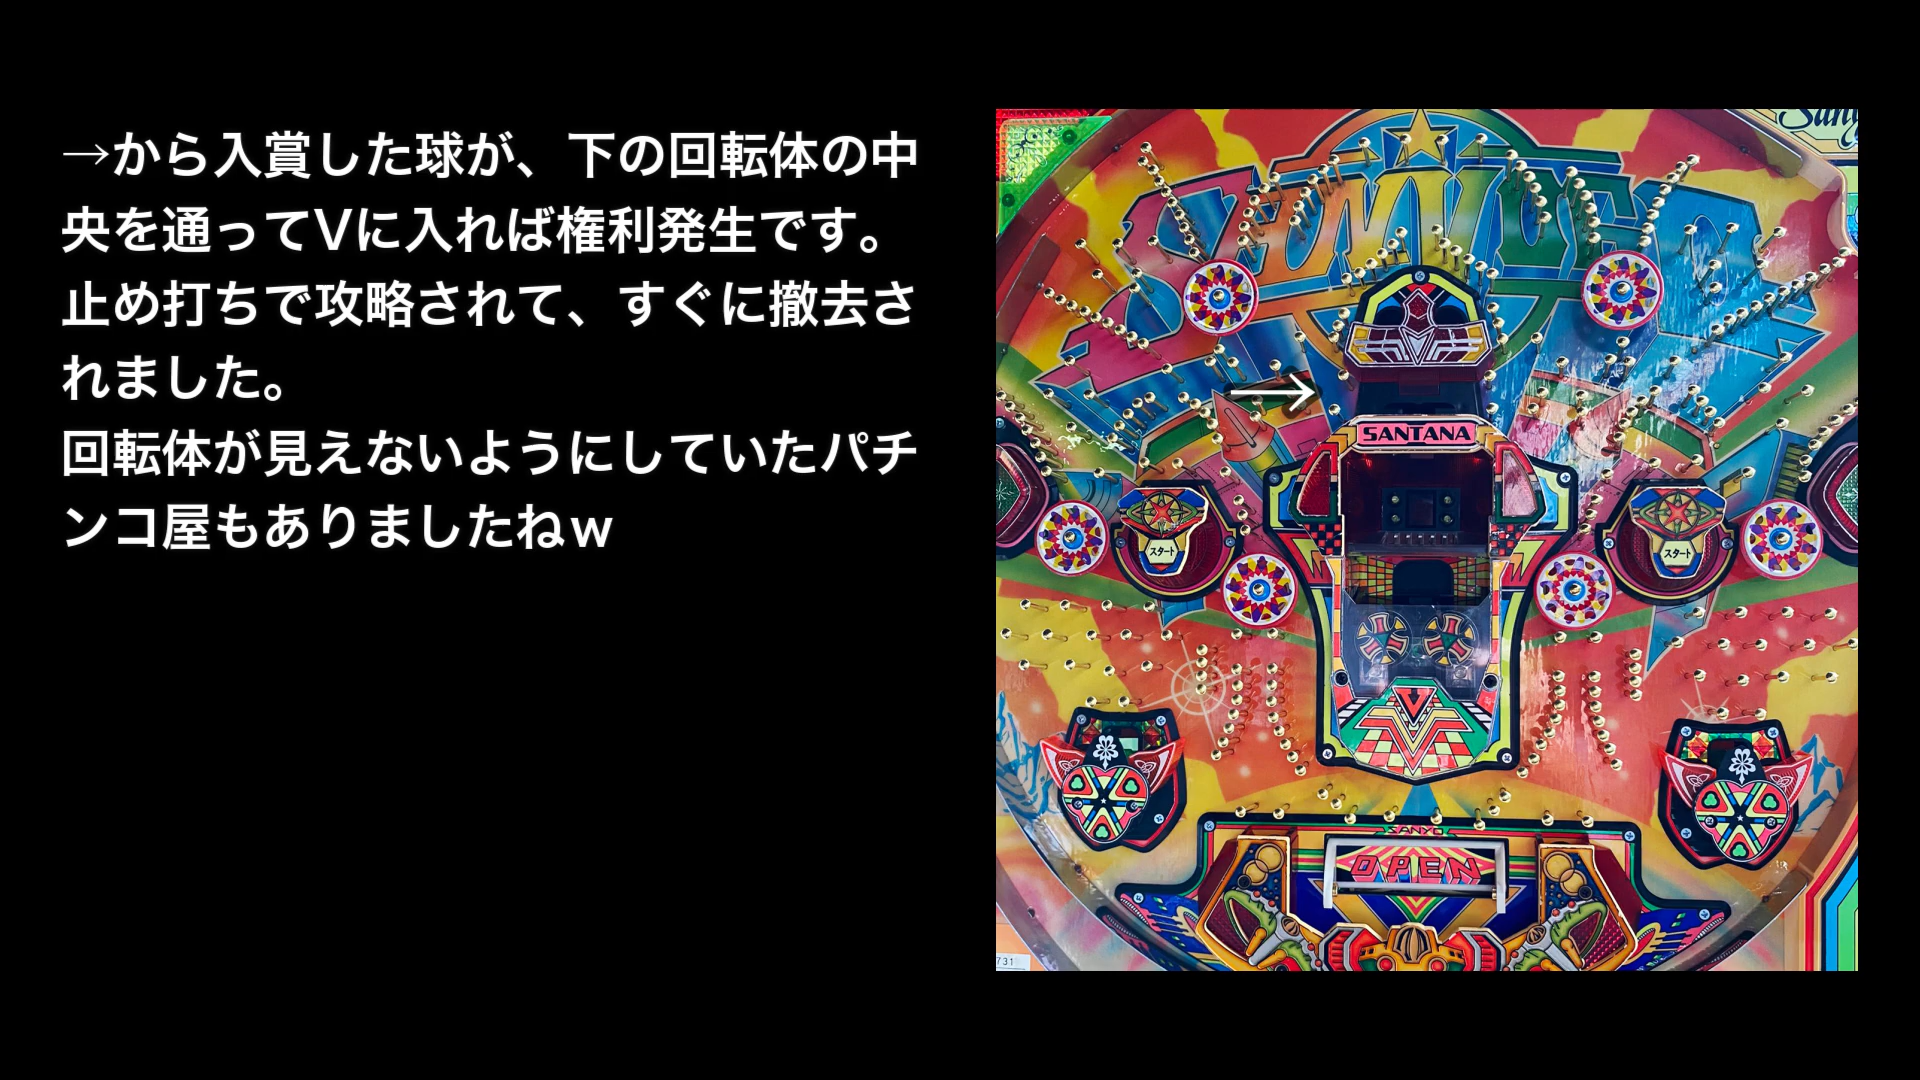 →から入賞した球が、下の回転体の中
央を通ってVに入れば権利発生です。
止め打ちで攻略されて、すぐに撤去さ
れました。
回転体が見えないようにしていたパチ
ンコ屋もありましたねw
SANTANA
スタート
スタート
V
SANYO
OPEN
731